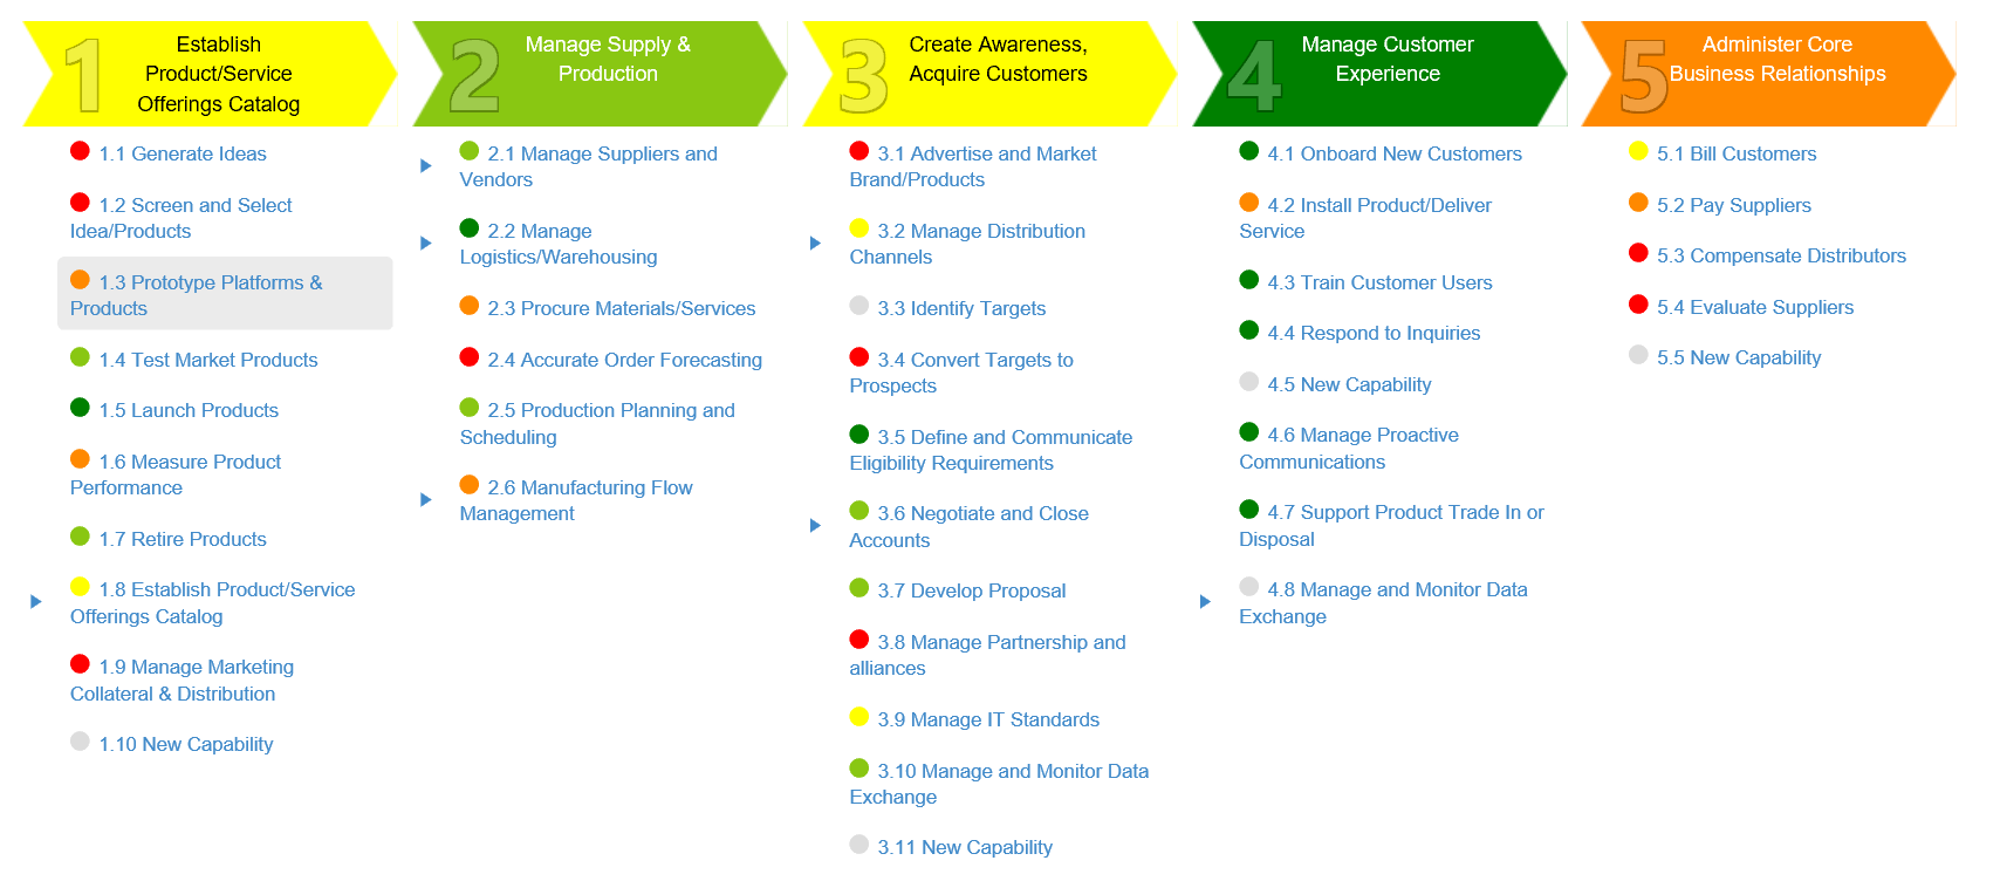 1
Establish
Product/Service
Offerings Catalog
1.1 Generate Ideas
1.2 Screen and Select
Idea/Products
1.3 Prototype Platforms &
Products
1.4 Test Market Products
1.5 Launch Products
1.6 Measure Product
Performance
1.7 Retire Products
1.8 Establish Product/Service
Offerings Catalog
1.9 Manage Marketing
Collateral & Distribution
1.10 New Capability
2
Manage Supply &
Production
2.1 Manage Suppliers and
Vendors
2.2 Manage
Logistics/Warehousing
2.3 Procure Materials/Services
2.4 Accurate Order Forecasting
2.5 Production Planning and
Scheduling
2.6 Manufacturing Flow
Management
3
Create Awareness,
Acquire Customers
3.1 Advertise and Market
Brand/Products
3.2 Manage Distribution
Channels
3.3 Identify Targets
3.4 Convert Targets to
Prospects
3.5 Define and Communicate
Eligibility Requirements
3.6 Negotiate and Close
Accounts
3.7 Develop Proposal
3.8 Manage Partnership and
alliances
3.9 Manage IT Standards
3.10 Manage and Monitor Data
Exchange
3.11 New Capability
4
Manage Customer
Experience
4.1 Onboard New Customers
4.2 Install Product/Deliver
Service
4.3 Train Customer Users
4.4 Respond to Inquiries
4.5 New Capability
4.6 Manage Proactive
Communications
4.7 Support Product Trade In or
Disposal
4.8 Manage and Monitor Data
Exchange
5
Administer Core
Business Relationships
5.1 Bill Customers
5.2 Pay Suppliers
5.3 Compensate Distributors
5.4 Evaluate Suppliers
5.5 New Capability